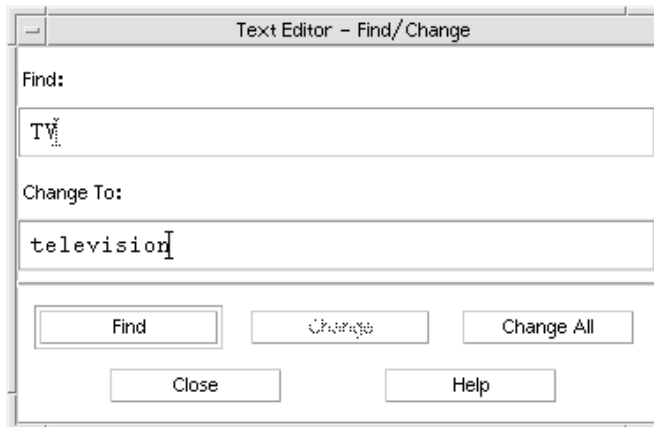 Text Editor – Find/Change
Find:
TV
Change To:
television
Find Change Change All
Close Help